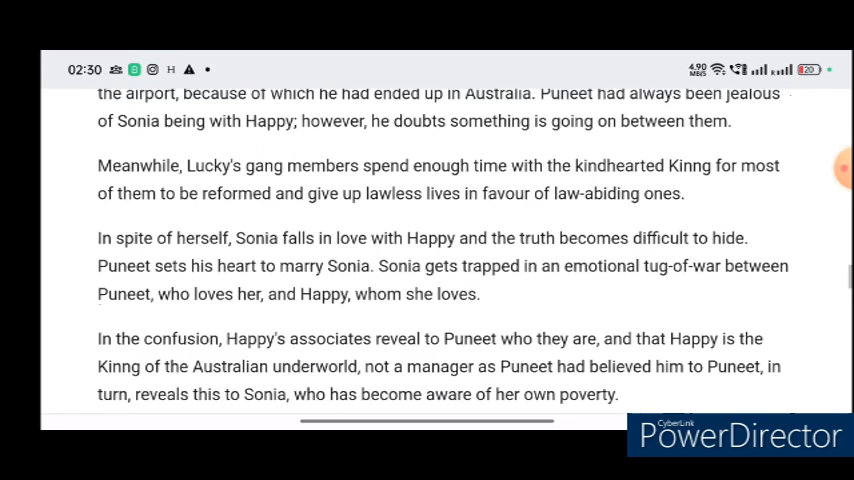 02:30 H 4.90 MB/S 20
the airport, because of which he had ended up in Australia. Puneet had always been jealous
of Sonia being with Happy; however, he doubts something is going on between them.
Meanwhile, Lucky's gang members spend enough time with the kindhearted Kinng for most
of them to be reformed and give up lawless lives in favour of law-abiding ones.
In spite of herself, Sonia falls in love with Happy and the truth becomes difficult to hide.
Puneet sets his heart to marry Sonia. Sonia gets trapped in an emotional tug-of-war between
Puneet, who loves her, and Happy, whom she loves.
In the confusion, Happy's associates reveal to Puneet who they are, and that Happy is the
Kinng of the Australian underworld, not a manager as Puneet had believed him to Puneet, in
turn, reveals this to Sonia, who has become aware of her own poverty.
CyberLink
PowerDirector